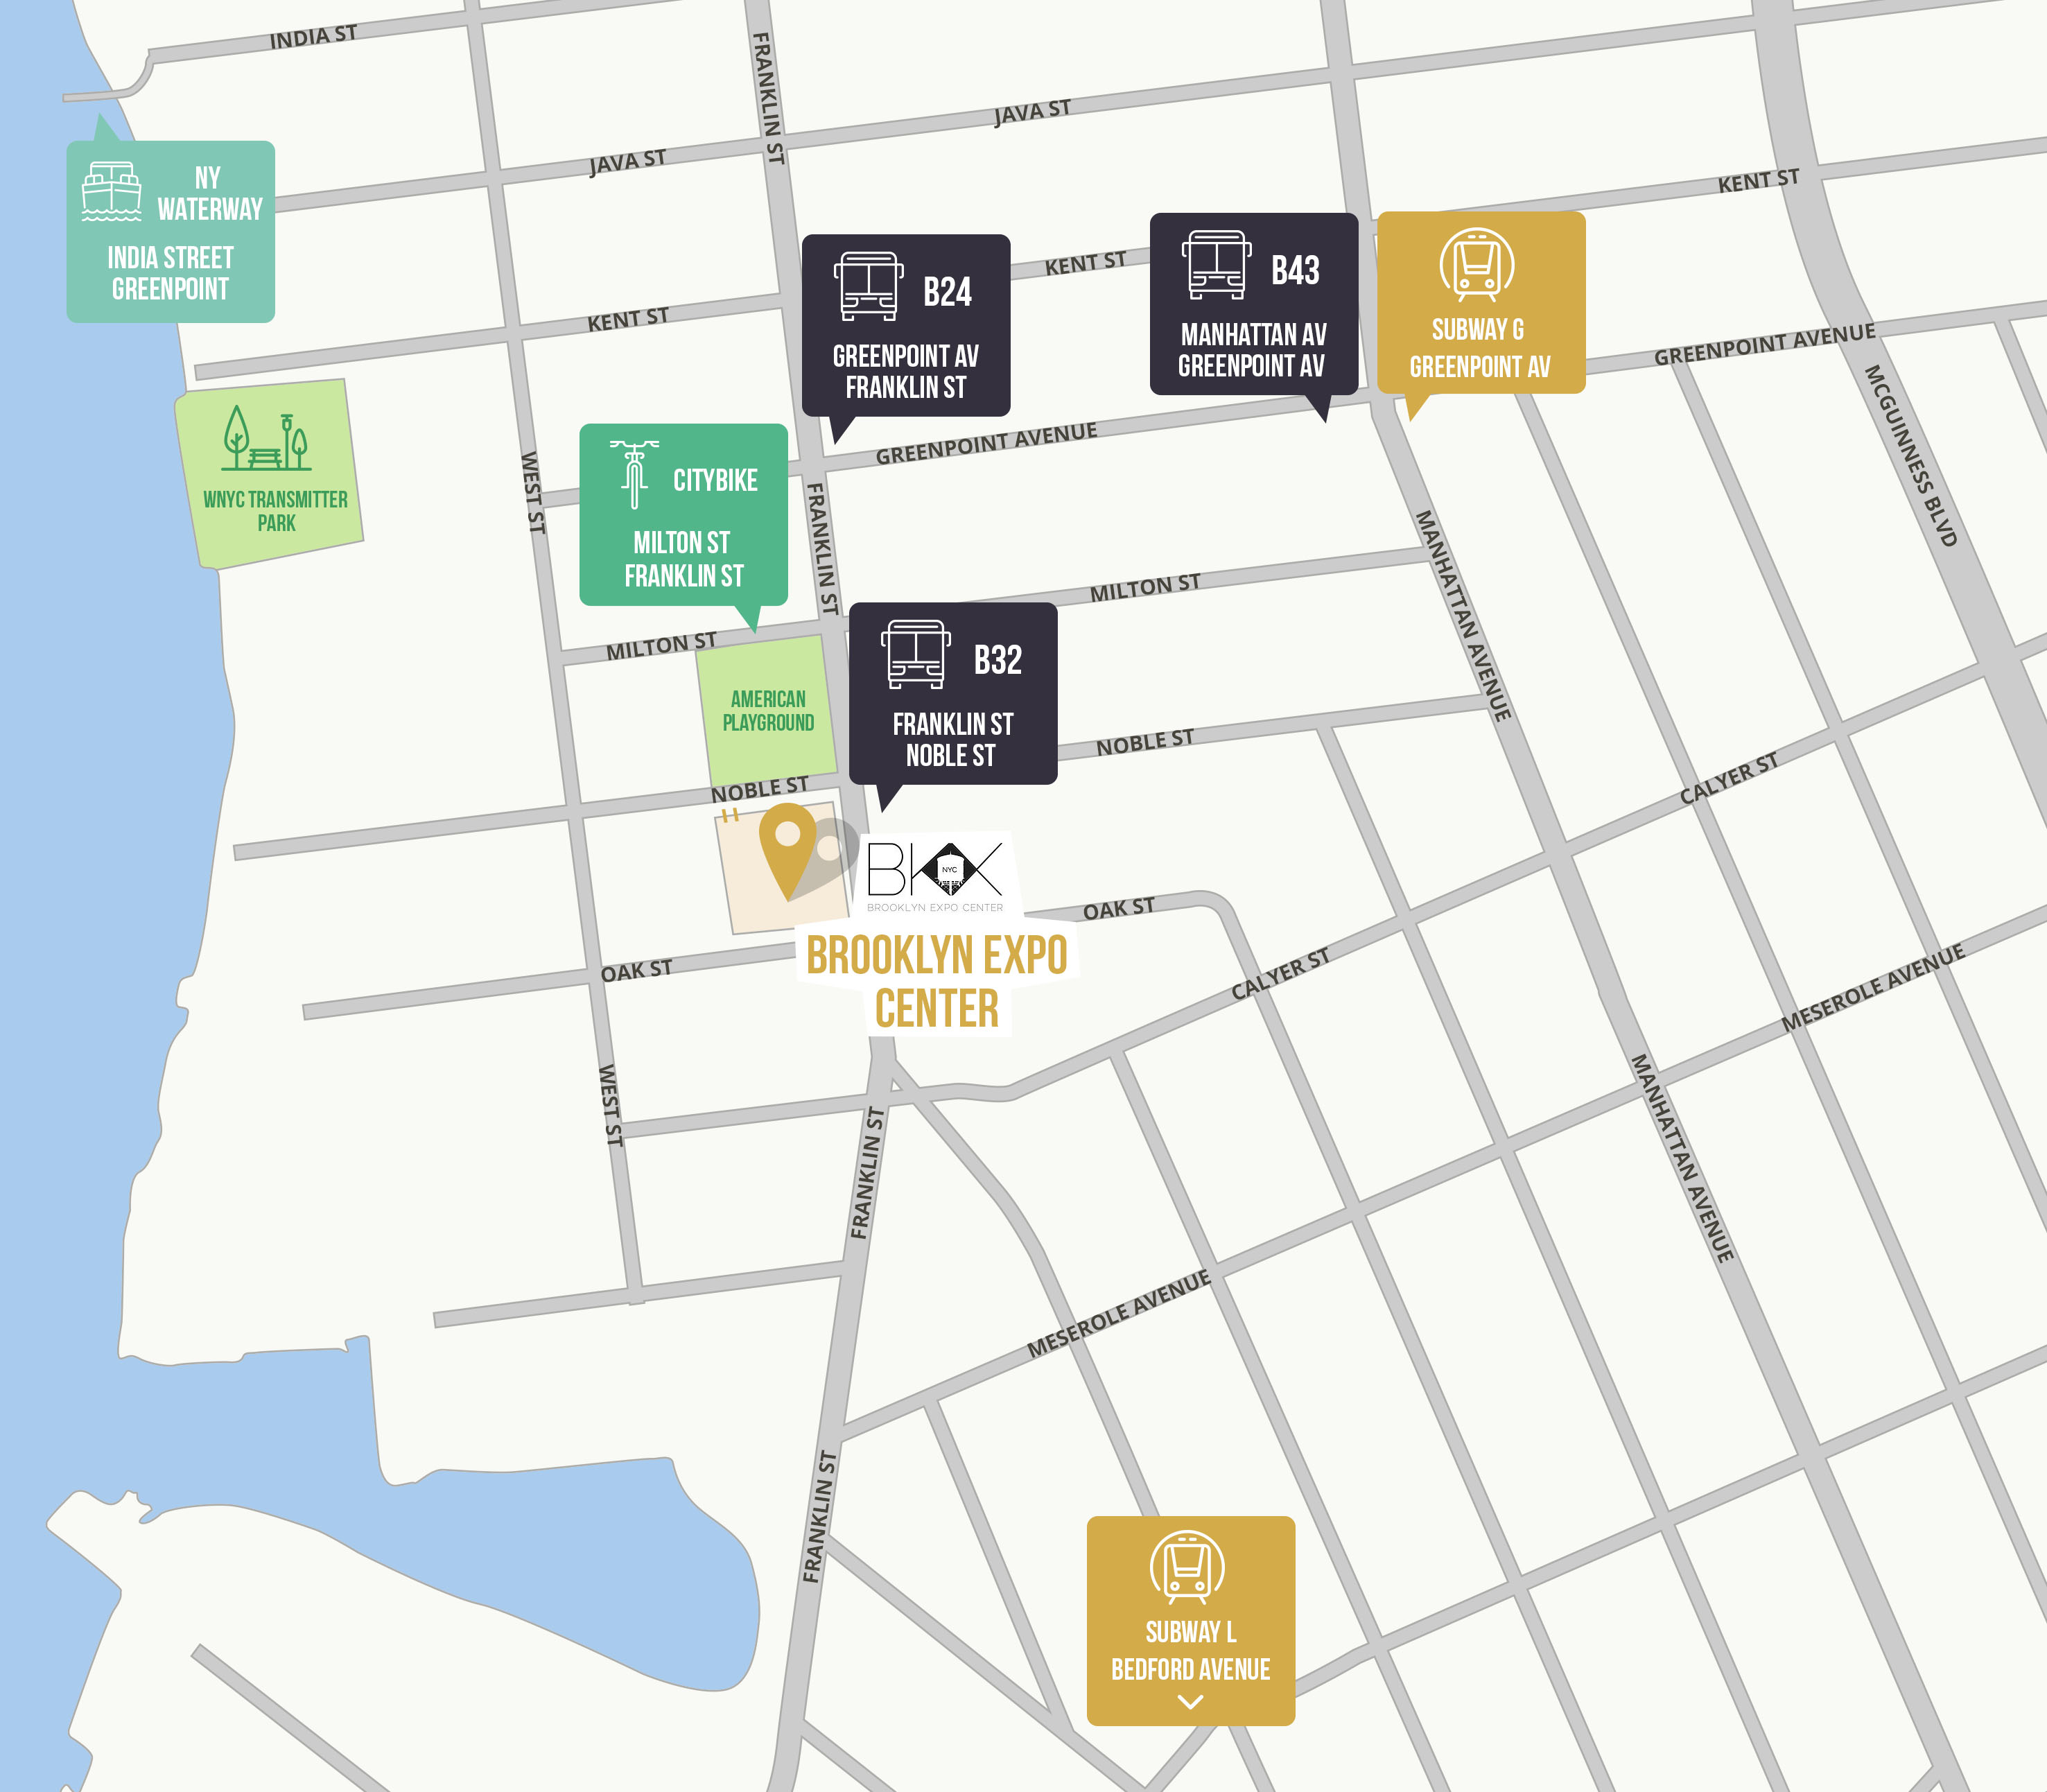 INDIA ST
FRANKLIN ST
JAVA ST
JAVA ST
KENT ST
NY
WATERWAY
INDIA STREET
GREENPOINT
KENT ST
KENT ST
B24
GREENPOINT AV
FRANKLIN ST
B43
MANHATTAN AV
GREENPOINT AV
SUBWAY G
GREENPOINT AV
GREENPOINT AVENUE
MCGUINNESS BLVD
GREENPOINT AVENUE
WNYC TRANSMITTER
PARK
WEST ST
CITYBIKE
MILTON ST
FRANKLIN ST
FRANKLIN ST
MILTON ST
MANHATTAN AVENUE
MILTON ST
B32
FRANKLIN ST
NOBLE ST
AMERICAN
PLAYGROUND
NOBLE ST
NOBLE ST
CALYER ST
BKX
NYC
BROOKLYN EXPO CENTER
BROOKLYN EXPO
CENTER
OAK ST
OAK ST
CALYER ST
MESEROLE AVENUE
WEST ST
FRANKLIN ST
MANHATTAN AVENUE
MESEROLE AVENUE
FRANKLIN ST
SUBWAY L
BEDFORD AVENUE